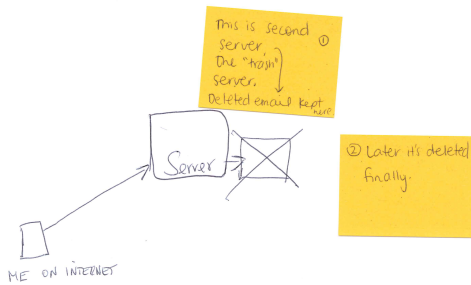 This is second ①
server.
The "trash"
server.
Deleted email kept
here.
Server
② Later it's deleted
finally.
ME ON INTERNET